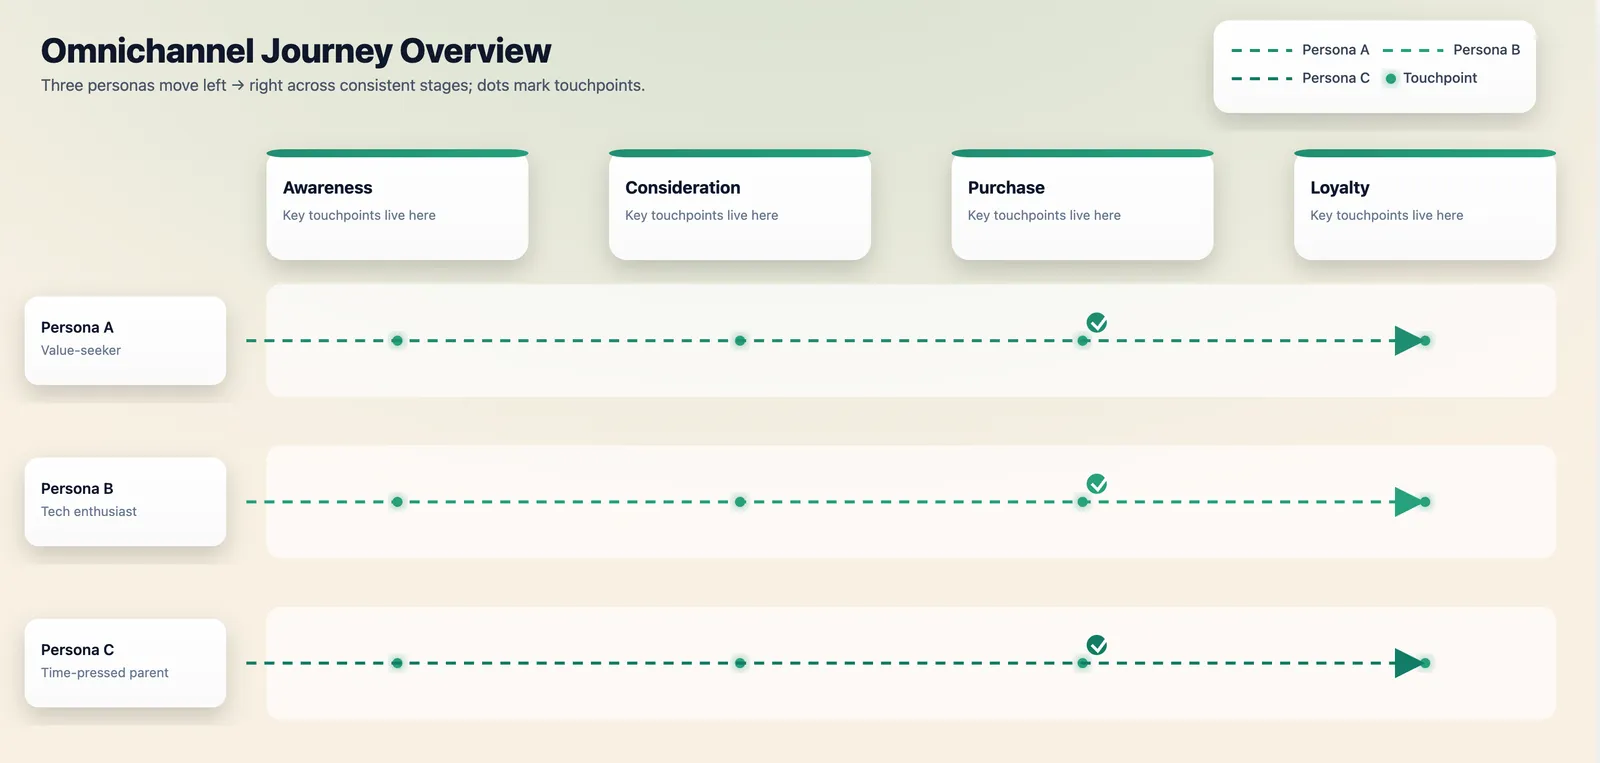 Omnichannel Journey Overview
Three personas move left → right across consistent stages; dots mark touchpoints.
Persona A
Persona B
Persona C
Touchpoint
Awareness
Key touchpoints live here
Consideration
Key touchpoints live here
Purchase
Key touchpoints live here
Loyalty
Key touchpoints live here
Persona A
Value-seeker
Persona B
Tech enthusiast
Persona C
Time-pressed parent